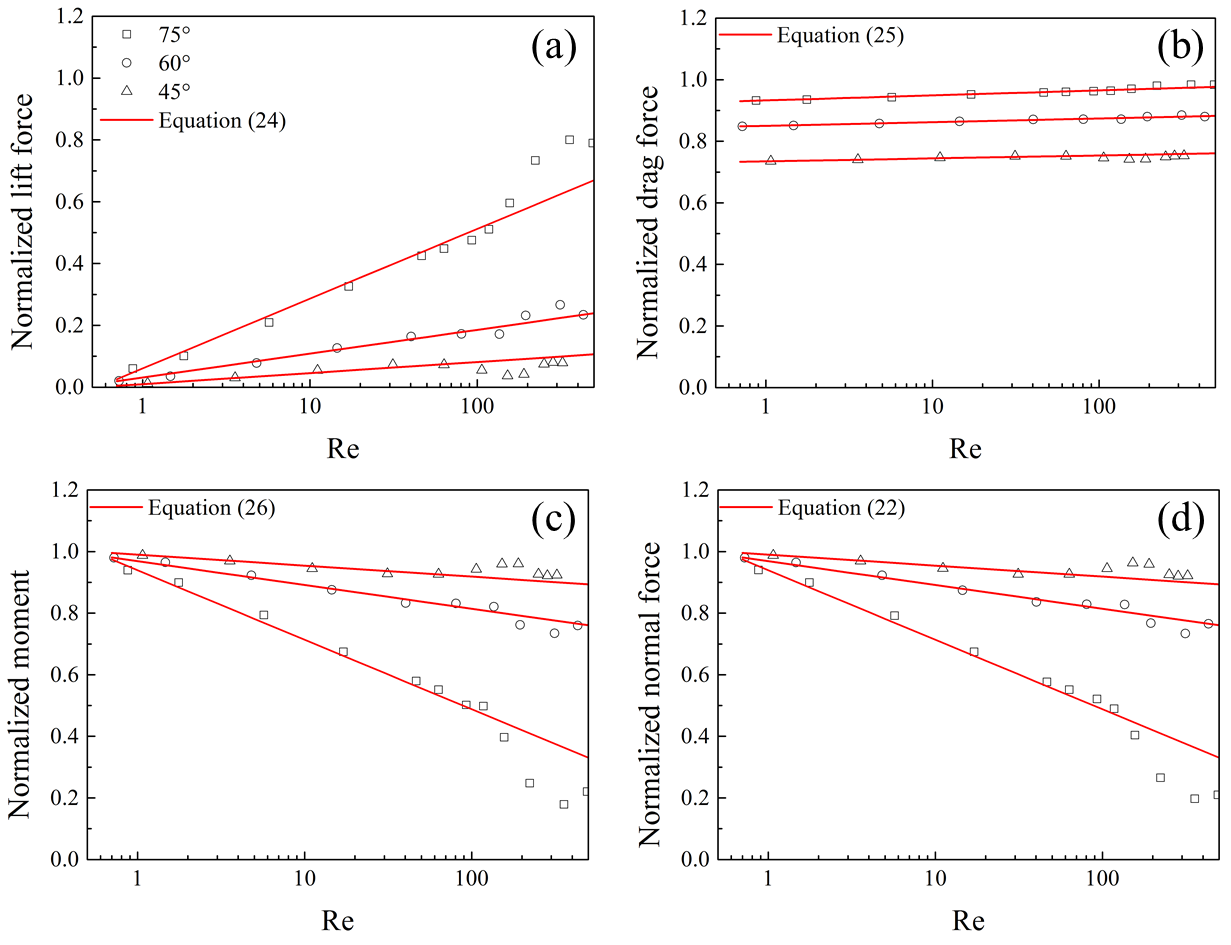 (a)
75°
60°
45°
Equation (24)
1.2
1.0
0.8
0.6
0.4
0.2
0.0
Normalized lift force
1
10
100
Re
(b)
Equation (25)
1.2
1.0
0.8
0.6
0.4
0.2
0.0
Normalized drag force
1
10
100
Re
(c)
Equation (26)
1.2
1.0
0.8
0.6
0.4
0.2
0.0
Normalized moment
1
10
100
Re
(d)
Equation (22)
1.2
1.0
0.8
0.6
0.4
0.2
0.0
Normalized normal force
1
10
100
Re